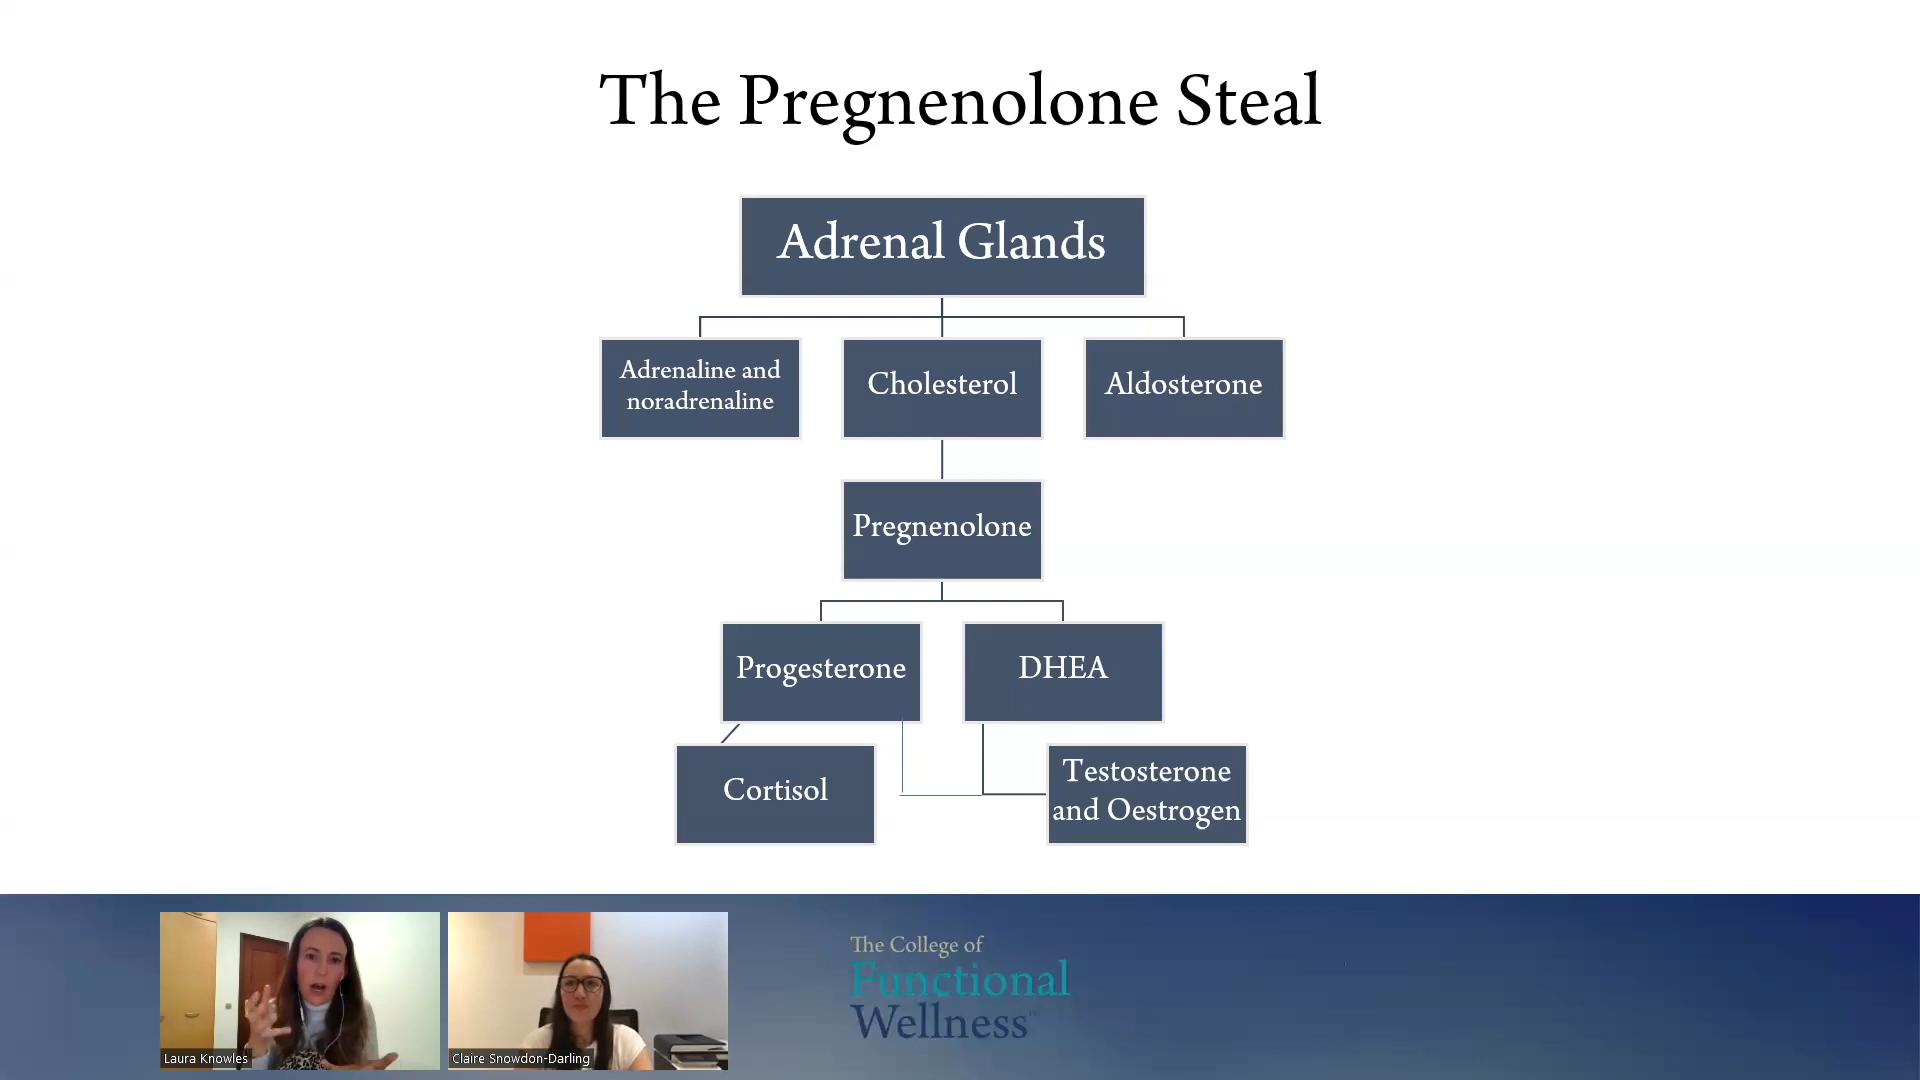 The Pregnenolone Steal
Adrenal Glands
Adrenaline and
noradrenaline
Cholesterol
Aldosterone
Pregnenolone
Progesterone
DHEA
Cortisol
Testosterone
and Oestrogen
Laura Knowles
Claire Snowdon-Darling
The College of
Functional
Wellness